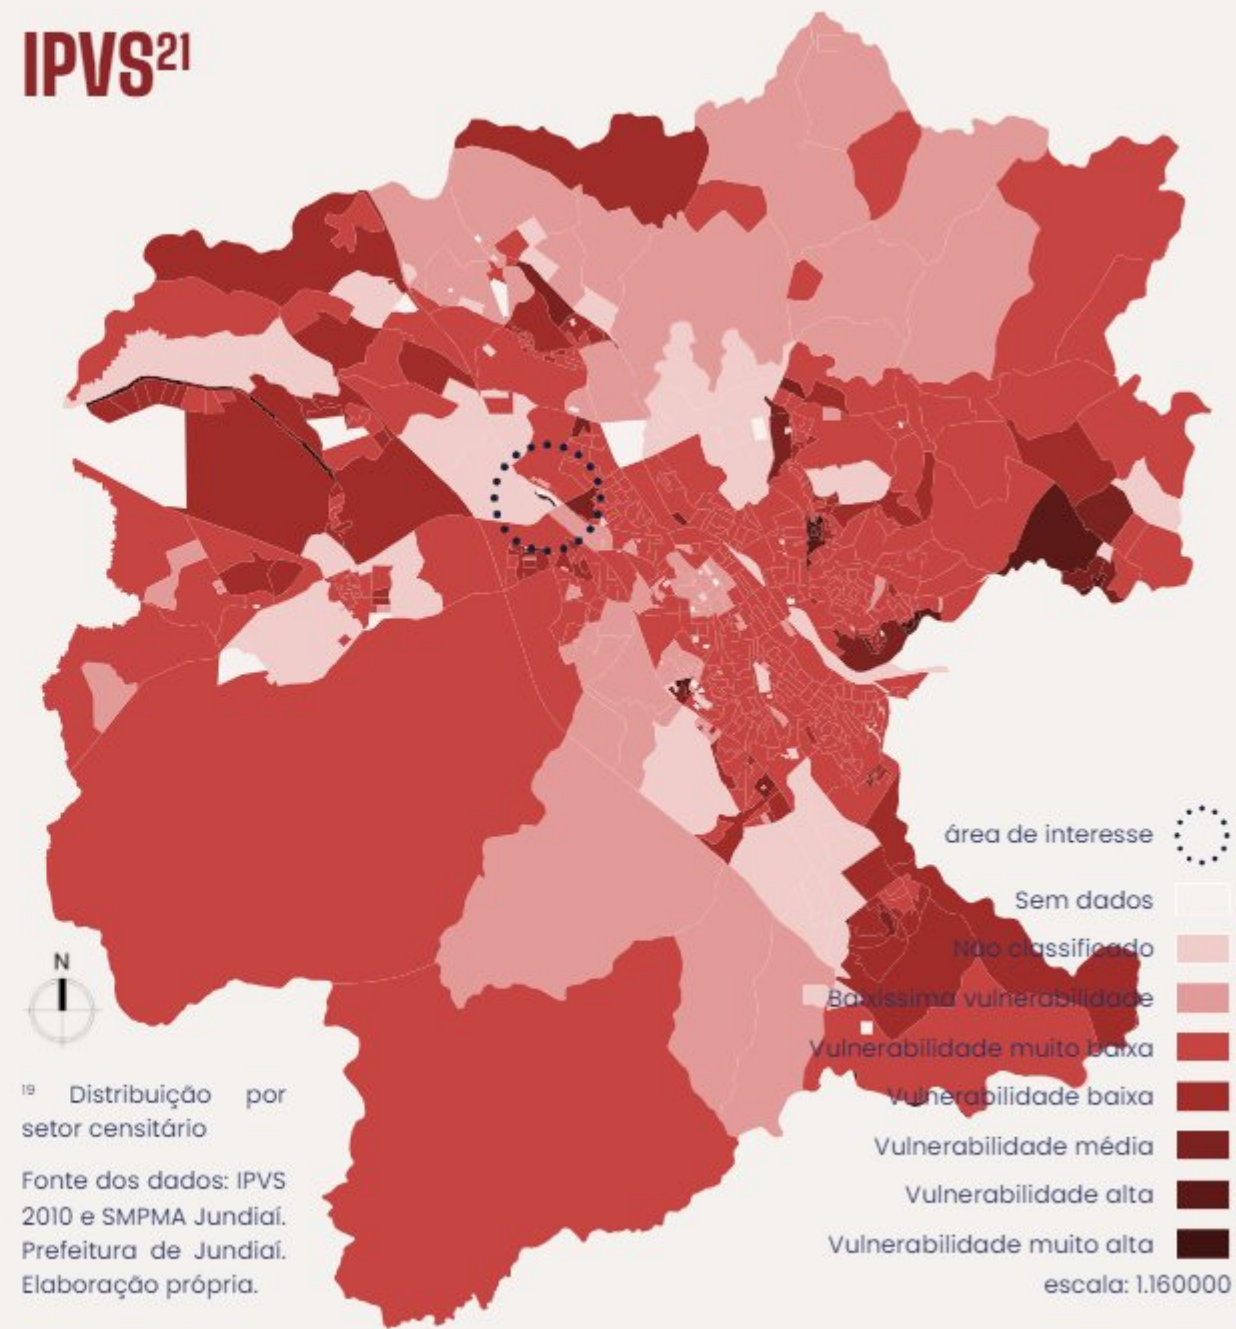 IPVS²¹
área de interesse
Sem dados
Não classificado
Baixíssima vulnerabilidade
Vulnerabilidade muito baixa
Vulnerabilidade baixa
Vulnerabilidade média
Vulnerabilidade alta
Vulnerabilidade muito alta
escala: 1.160000
N
¹⁹ Distribuição por
setor censitário
Fonte dos dados: IPVS
2010 e SMPMA Jundiaí.
Prefeitura de Jundiaí.
Elaboração própria.